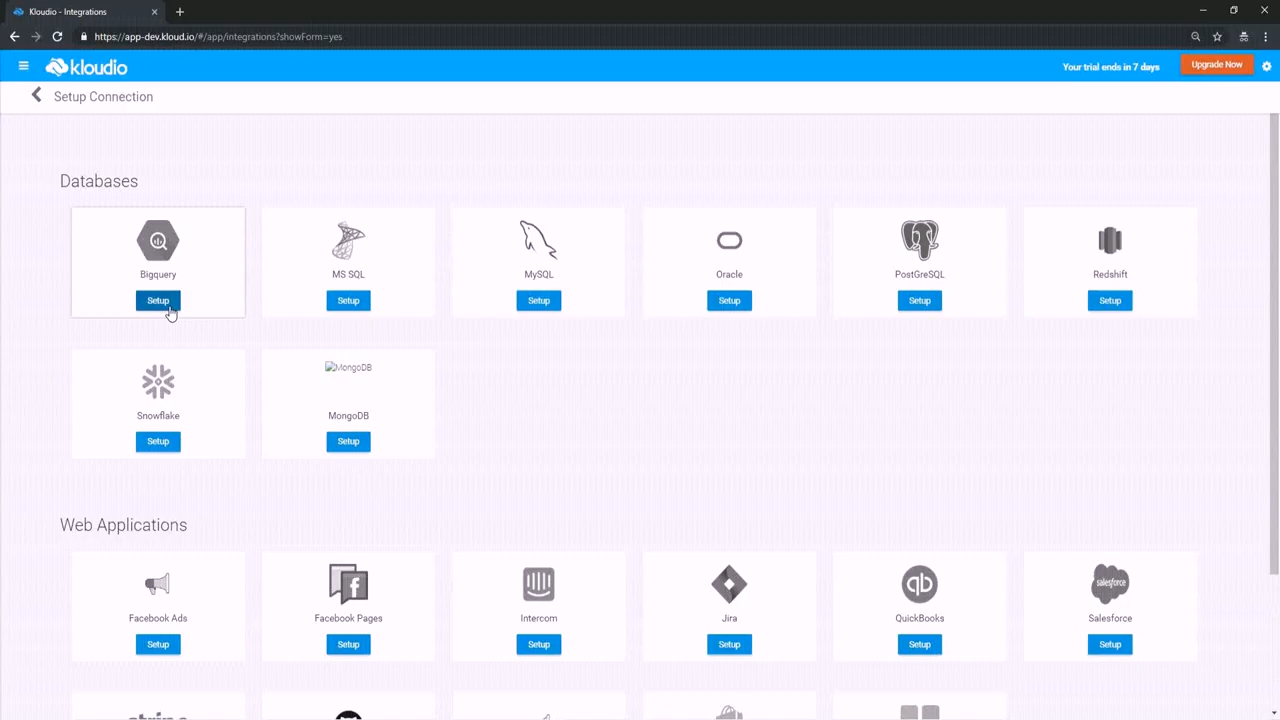 Kloudio - Integrations
https://app-dev.kloud.io/#/app/integrations?showForm=yes
kloudio
Your trial ends in 7 days
Upgrade Now
Setup Connection
Databases
Bigquery
MS SQL
MySQL
Oracle
PostGreSQL
Redshift
Setup
Setup
Setup
Setup
Setup
Setup
MongoDB
Snowflake
MongoDB
Setup
Setup
Web Applications
salesforce
Facebook Ads
Facebook Pages
Intercom
Jira
QuickBooks
Salesforce
Setup
Setup
Setup
Setup
Setup
Setup